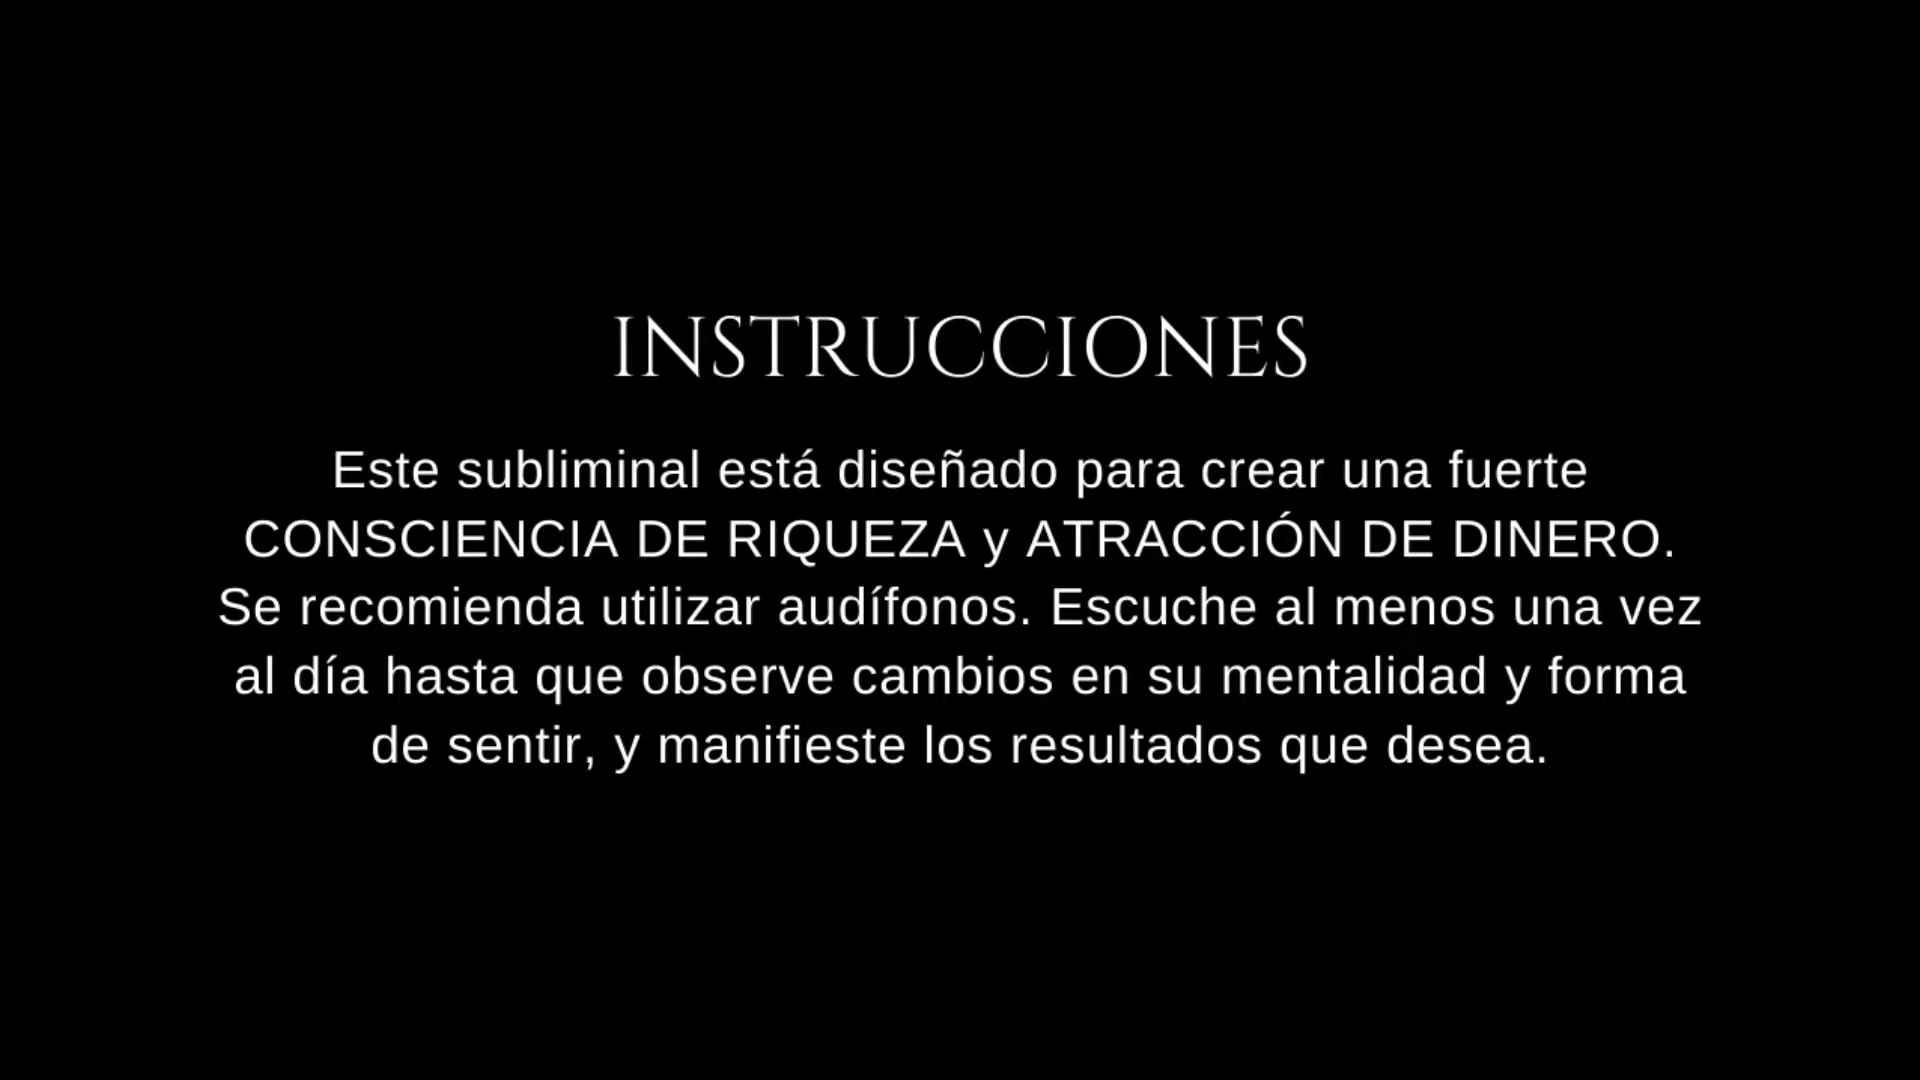 INSTRUCCIONES
Este subliminal está diseñado para crear una fuerte
CONSCIENCIA DE RIQUEZA y ATRACCIÓN DE DINERO.
Se recomienda utilizar audífonos. Escuche al menos una vez
al día hasta que observe cambios en su mentalidad y forma
de sentir, y manifieste los resultados que desea.